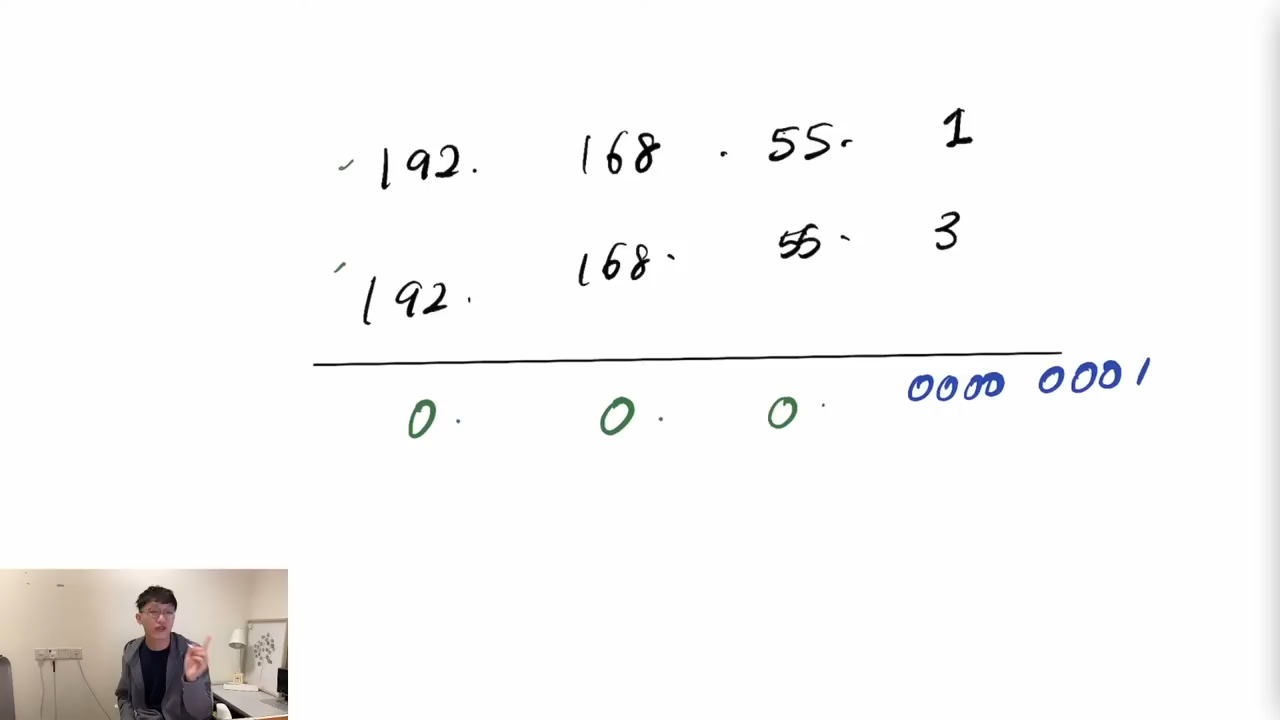 192. 168 . 55. 1
192. 168. 55. 3
0. 0. 0. 0000 0001